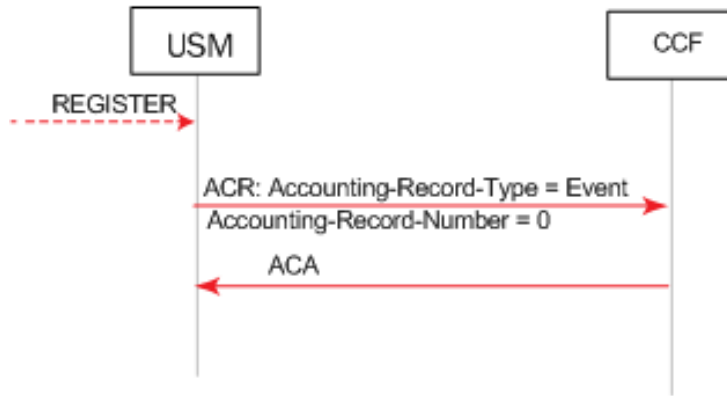 USM
CCF
REGISTER
ACR: Accounting-Record-Type = Event
Accounting-Record-Number = 0
ACA